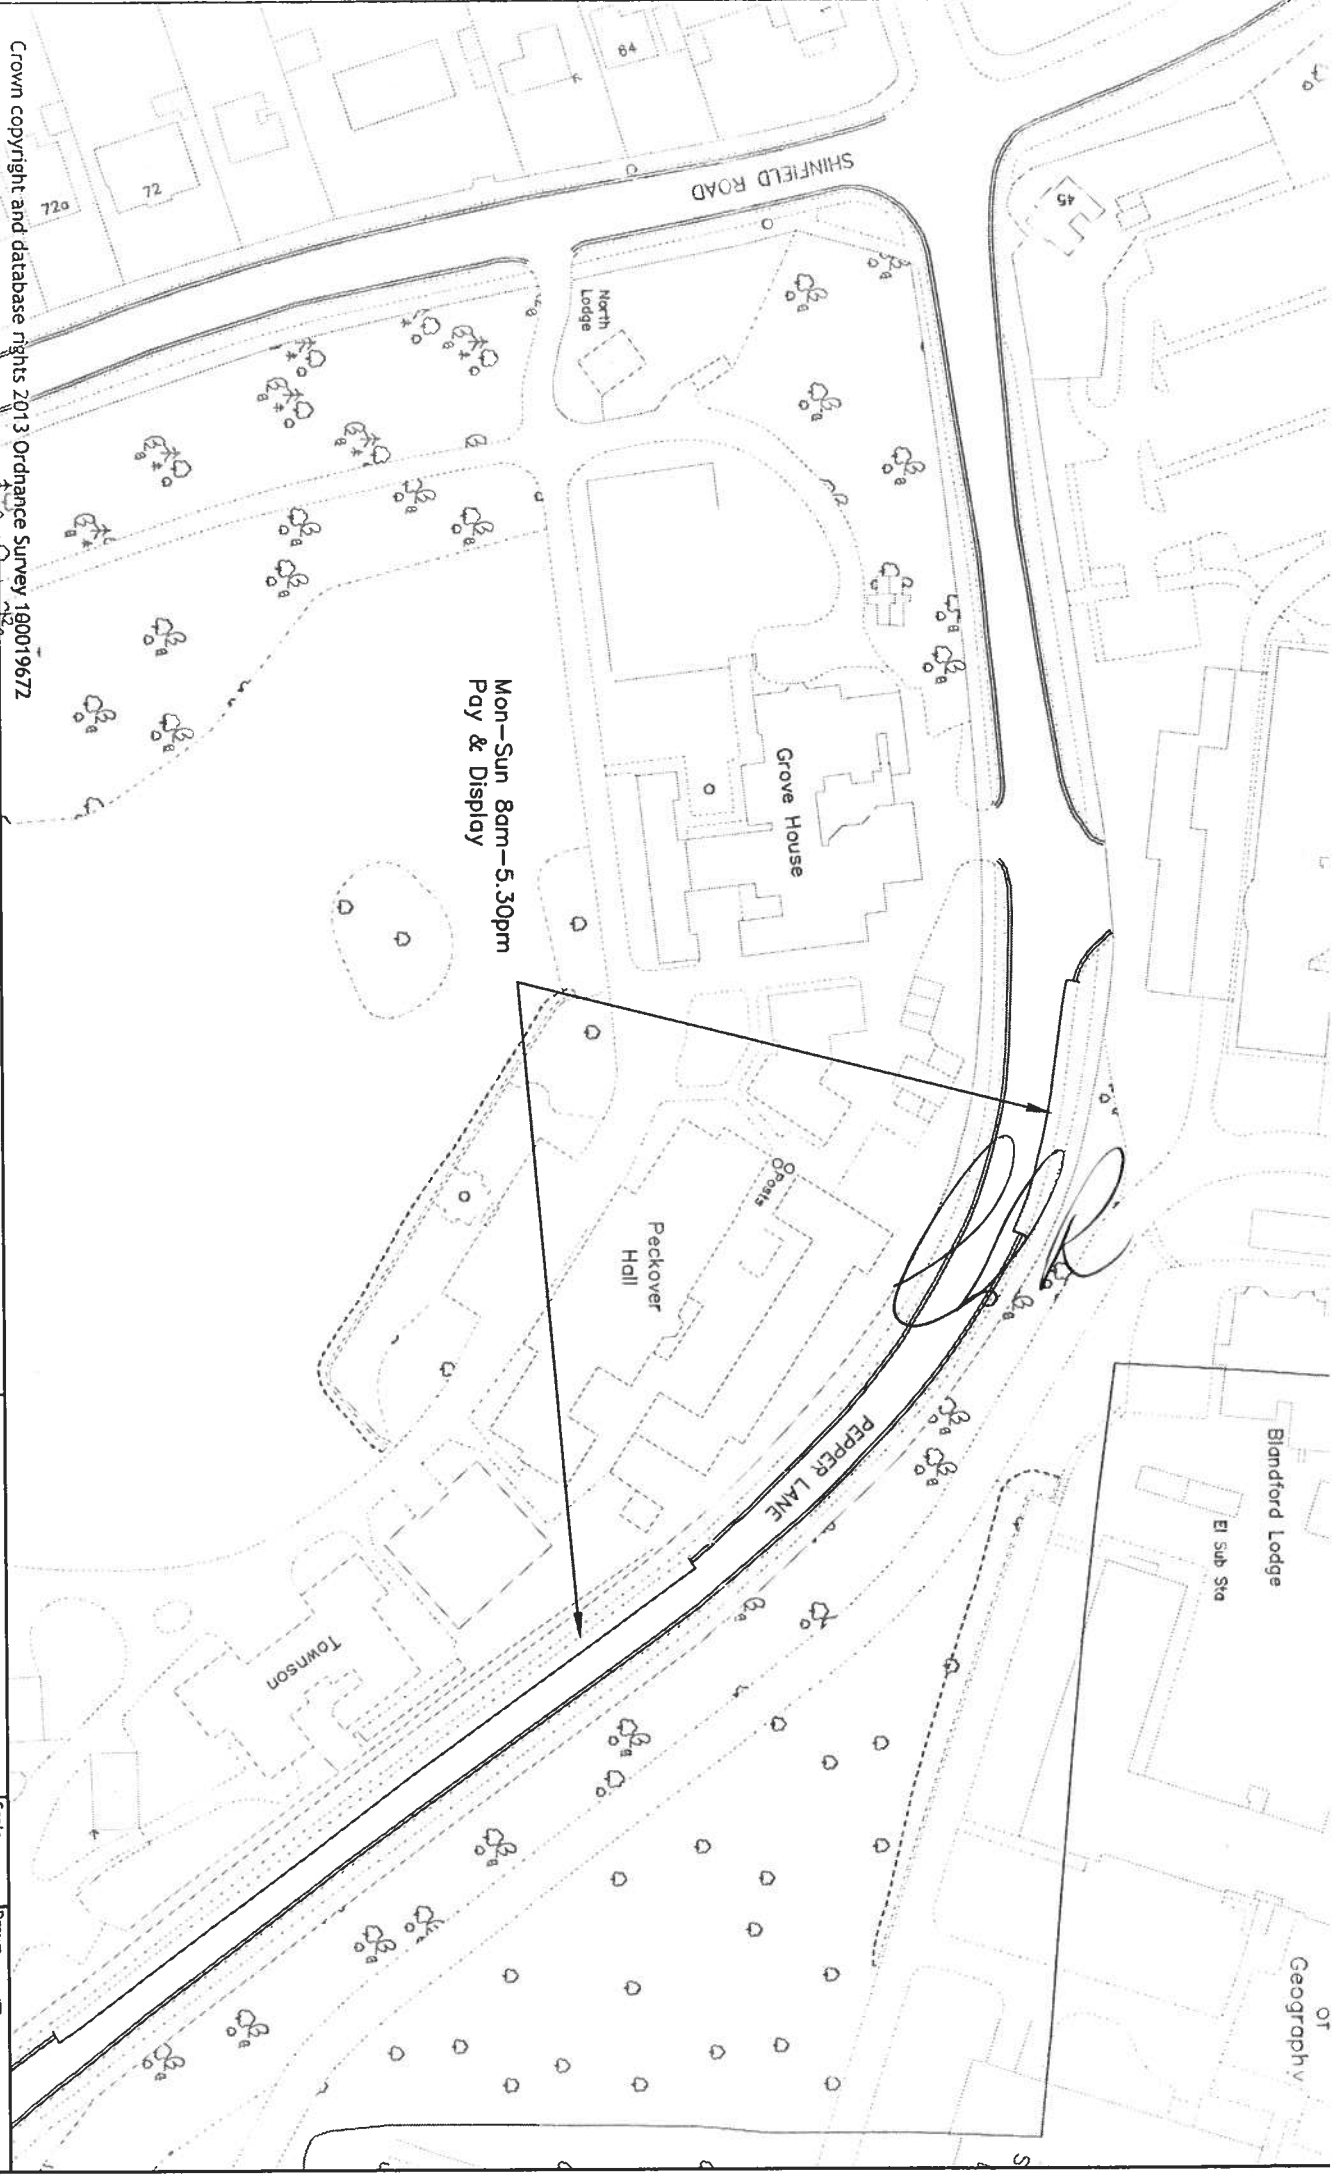 SHINFIELD ROAD
64
72
72a
45
North
Lodge
Grove House
Mon-Sun 8am-5.30pm
Pay & Display
Posts
Peckover
Hall
PEPPER LANE
Townson
Blandford Lodge
El Sub Sta
Geography
Crown copyright and database rights 2013 Ordnance Survey 100019672